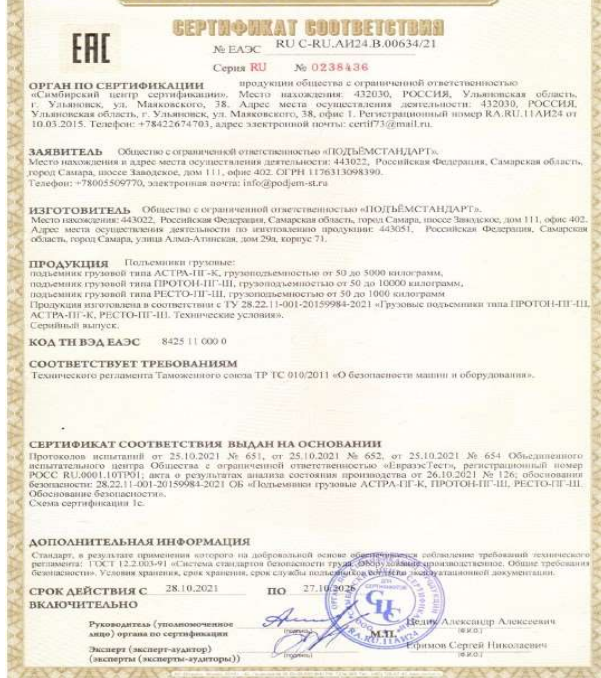 СЕРТИФИКАТ СООТВЕТСТВИЯ
ЕАС
№ ЕАЭС RU C-RU.АИ24.В.00634/21
Серия RU № 0238436
ОРГАН ПО СЕРТИФИКАЦИИ продукции общества с ограниченной ответственностью
«Симбирский центр сертификации». Место нахождения: 432030, РОССИЯ, Ульяновская область,
г. Ульяновск, ул. Маяковского, 38. Адрес места осуществления деятельности: 432030, РОССИЯ,
Ульяновская область, г. Ульяновск, ул. Маяковского, 38, офис 1. Регистрационный номер RA.RU.11АИ24 от
10.03.2015. Телефон: +78422674703, адрес электронной почты: certif73@mail.ru.
ЗАЯВИТЕЛЬ Общество с ограниченной ответственностью «ПОДЪЁМСТАНДАРТ».
Место нахождения и адрес места осуществления деятельности: 443022, Российская Федерация, Самарская область,
город Самара, шоссе Заводское, дом 111, офис 402. ОГРН 1176313098390.
Телефон: +78005509770, электронная почта: info@podjem-st.ru
ИЗГОТОВИТЕЛЬ Общество с ограниченной ответственностью «ПОДЪЁМСТАНДАРТ».
Место нахождения: 443022, Российская Федерация, Самарская область, город Самара, шоссе Заводское, дом 111, офис 402.
Адрес места осуществления деятельности по изготовлению продукции: 443051, Российская Федерация, Самарская
область, город Самара, улица Алма-Атинская, дом 29а, корпус 71.
ПРОДУКЦИЯ Подъемники грузовые:
подъемник грузовой типа АСТРА-ПГ-К, грузоподъемностью от 50 до 5000 килограмм,
подъемник грузовой типа ПРОТОН-ПГ-Ш, грузоподъемностью от 50 до 10000 килограмм,
подъемник грузовой типа РЕСТО-ПГ-Ш, грузоподъемностью от 50 до 1000 килограмм
Продукция изготовлена в соответствии с ТУ 28.22.11-001-20159984-2021 «Грузовые подъемники типа ПРОТОН-ПГ-Ш,
АСТРА-ПГ-К, РЕСТО-ПГ-Ш. Технические условия».
Серийный выпуск.
КОД ТН ВЭД ЕАЭС 8425 11 000 0
СООТВЕТСТВУЕТ ТРЕБОВАНИЯМ
Технического регламента Таможенного союза ТР ТС 010/2011 «О безопасности машин и оборудования».
СЕРТИФИКАТ СООТВЕТСТВИЯ ВЫДАН НА ОСНОВАНИИ
Протоколов испытаний от 25.10.2021 № 651, от 25.10.2021 № 652, от 25.10.2021 № 654 Объединенного
испытательного центра Общества с ограниченной ответственностью «ЕвразэсТест», регистрационный номер
РОСС RU.0001.10ТР01; акта о результатах анализа состояния производства от 26.10.2021 № 126; обоснования
безопасности: 28.22.11-001-20159984-2021 ОБ «Подъемники грузовые АСТРА-ПГ-К, ПРОТОН-ПГ-Ш, РЕСТО-ПГ-Ш.
Обоснование безопасности».
Схема сертификации 1с.
ДОПОЛНИТЕЛЬНАЯ ИНФОРМАЦИЯ
Стандарт, в результате применения которого на добровольной основе обеспечивается соблюдение требований технического
регламента: ГОСТ 12.2.003-91 «Система стандартов безопасности труда. Оборудование производственное. Общие требования
безопасности». Условия хранения, срок хранения, срок службы эксплуатационной документации.
СРОК ДЕЙСТВИЯ С 28.10.2021 ПО 27.10.2026
ВКЛЮЧИТЕЛЬНО
Руководитель (уполномоченное
лицо) органа по сертификации
(подпись)
М.П.
Цедик Александр Алексеевич
(Ф.И.О.)
Эксперт (эксперт-аудитор)
(эксперты (эксперты-аудиторы))
(подпись)
Ефимов Сергей Николаевич
(Ф.И.О.)
RA.RU.11АИ24